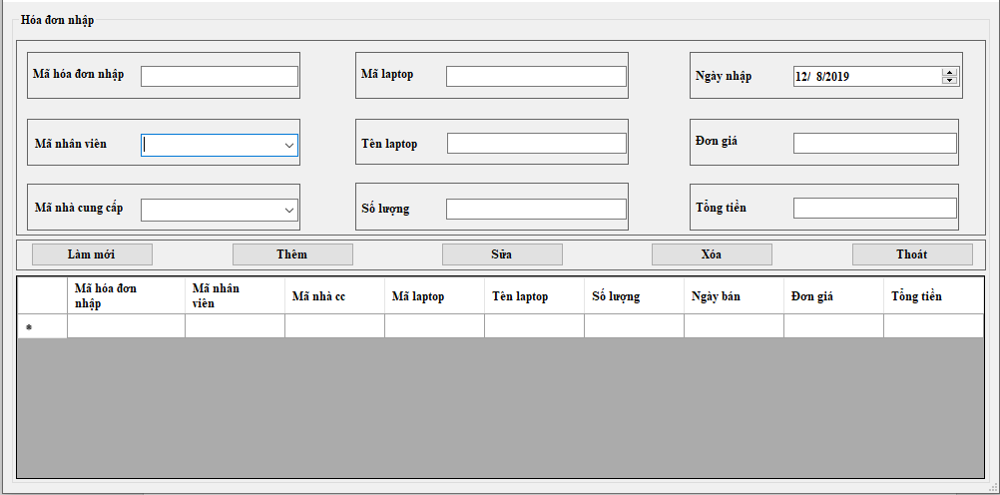 Hóa đơn nhập
Mã hóa đơn nhập
Mã laptop
Ngày nhập
12/ 8/2019
Mã nhân viên
Tên laptop
Đơn giá
Mã nhà cung cấp
Số lượng
Tổng tiền
Làm mới
Thêm
Sửa
Xóa
Thoát
Mã hóa đơn
nhập
Mã nhân
viên
Mã nhà cc
Mã laptop
Tên laptop
Số lượng
Ngày bán
Đơn giá
Tổng tiền